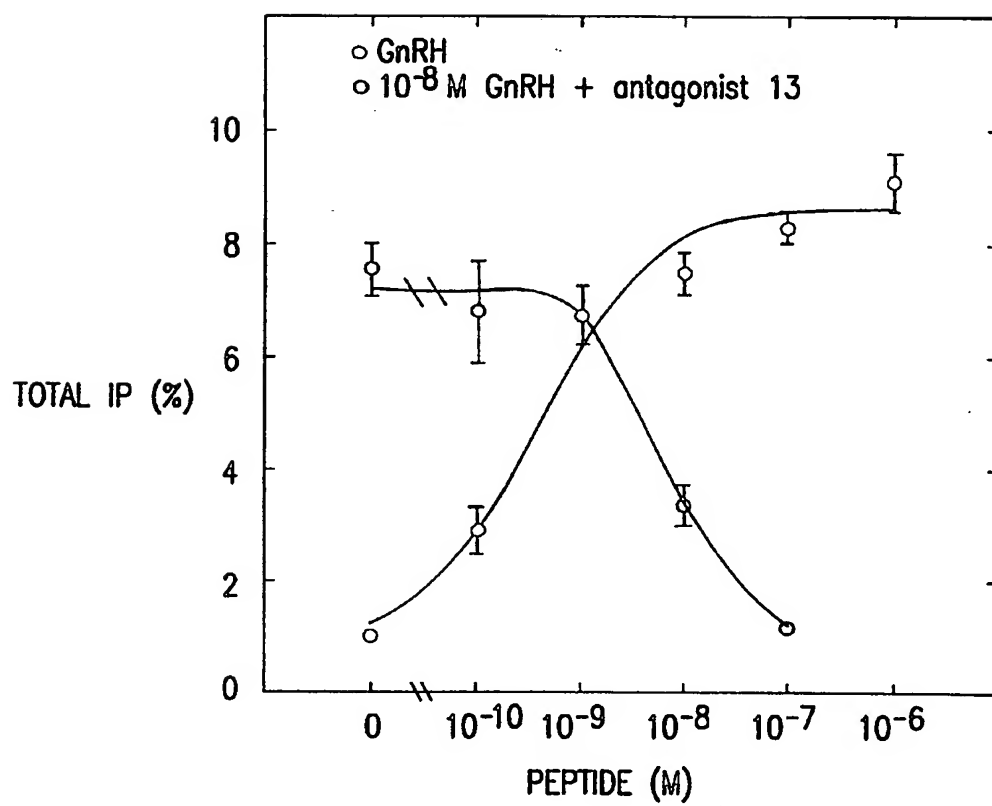 GnRH
10⁻⁸ M GnRH + antagonist 13
10
8
6
4
2
0
TOTAL IP (%)
0 10⁻¹⁰ 10⁻⁹ 10⁻⁸ 10⁻⁷ 10⁻⁶
PEPTIDE (M)